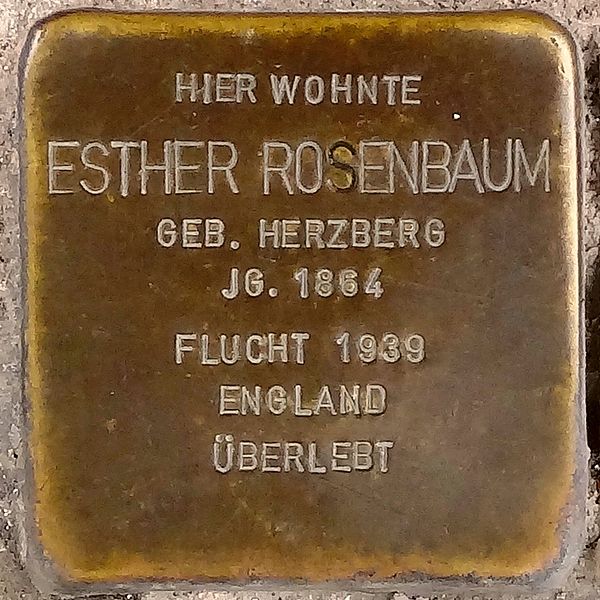 HIER WOHNTE
ESTHER ROSENBAUM
GEB. HERZBERG
JG. 1864
FLUCHT 1939
ENGLAND
ÜBERLEBT